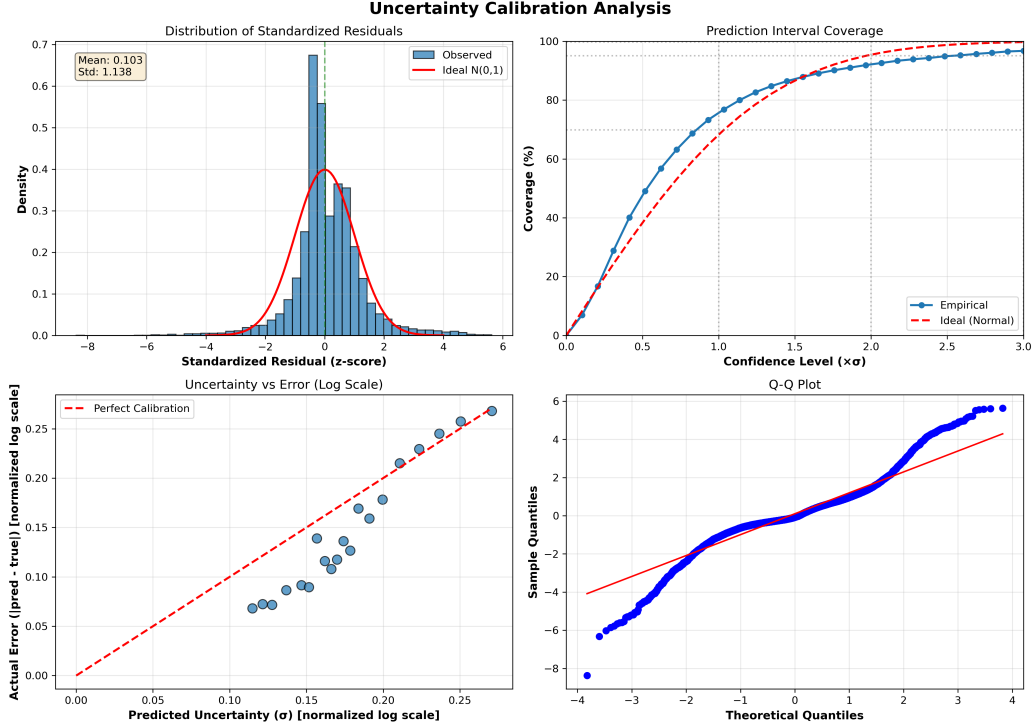 Uncertainty Calibration Analysis
Distribution of Standardized Residuals
Mean: 0.103
Std: 1.138
Observed
Ideal N(0,1)
Density
0.7
0.6
0.5
0.4
0.3
0.2
0.1
0.0
−8
−6
−4
−2
0
2
4
6
Standardized Residual (z-score)
Prediction Interval Coverage
Coverage (%)
100
80
60
40
20
0
Empirical
Ideal (Normal)
0.0
0.5
1.0
1.5
2.0
2.5
3.0
Confidence Level (×σ)
Uncertainty vs Error (Log Scale)
Perfect Calibration
Actual Error (|pred - true|) [normalized log scale]
0.25
0.20
0.15
0.10
0.05
0.00
0.00
0.05
0.10
0.15
0.20
0.25
Predicted Uncertainty (σ) [normalized log scale]
Q-Q Plot
Sample Quantiles
6
4
2
0
−2
−4
−6
−8
−4
−3
−2
−1
0
1
2
3
4
Theoretical Quantiles